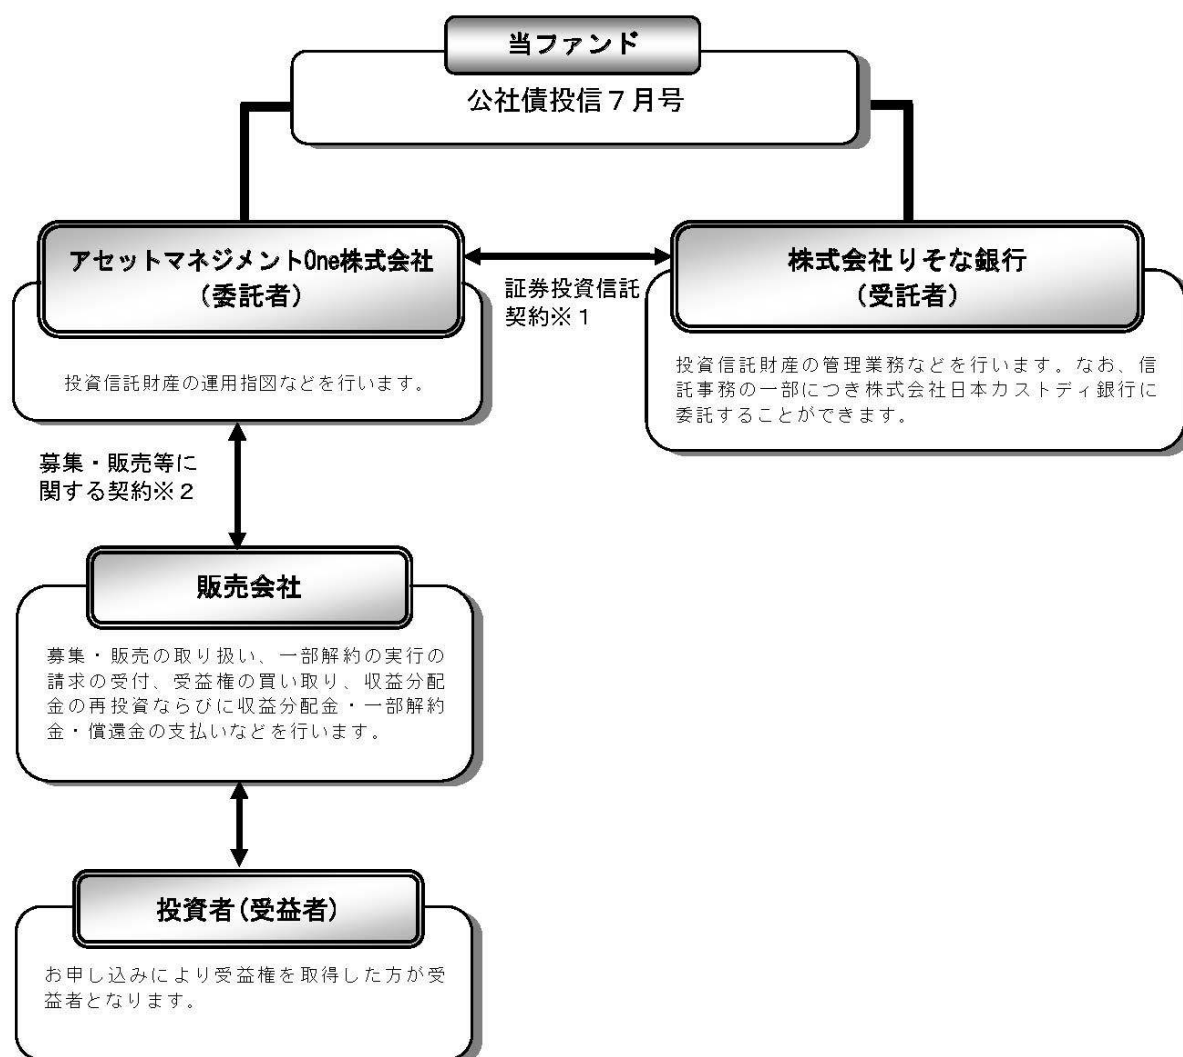 当ファンド
公社債投信７月号
アセットマネジメントOne株式会社
（委託者）
投資信託財産の運用指図などを行います。
証券投資信託
契約※１
株式会社りそな銀行
（受託者）
投資信託財産の管理業務などを行います。なお、信
託事務の一部につき株式会社日本カストディ銀行に
委託することができます。
募集・販売等に
関する契約※２
販売会社
募集・販売の取り扱い、一部解約の実行の
請求の受付、受益権の買い取り、収益分配
金の再投資ならびに収益分配金・一部解約
金・償還金の支払いなどを行います。
投資者(受益者)
お申し込みにより受益権を取得した方が受
益者となります。